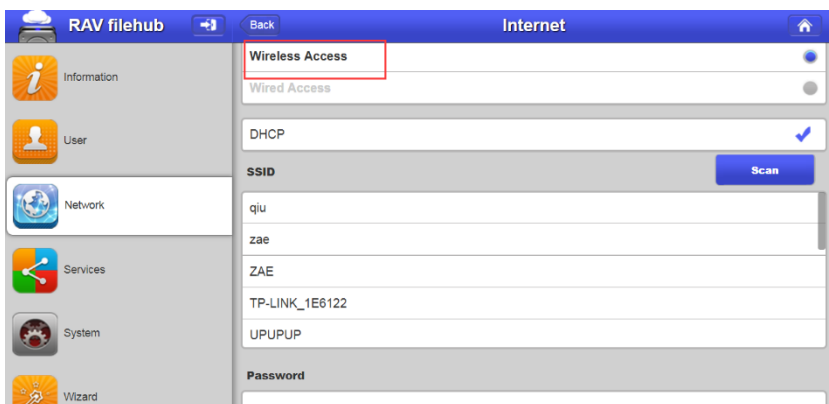 RAV filehub
Back
Internet
Information
User
Network
Services
System
Wizard
Wireless Access
Wired Access
DHCP
SSID
Scan
qiu
zae
ZAE
TP-LINK_1E6122
UPUPUP
Password